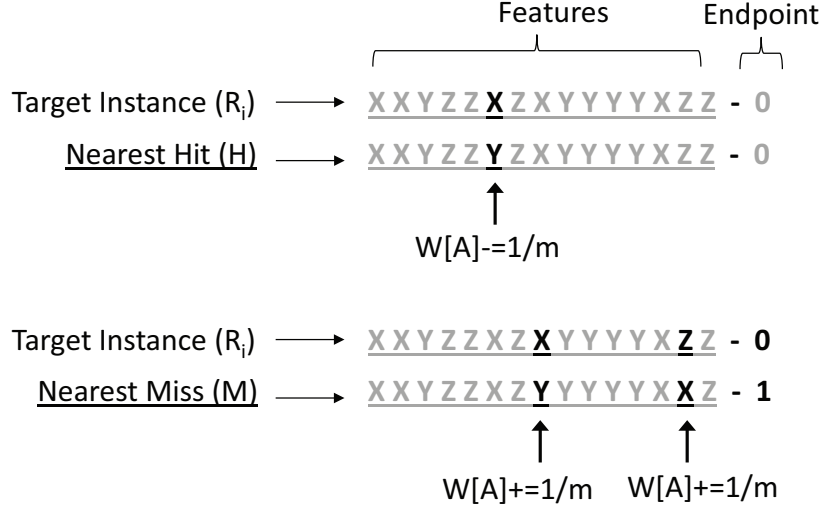 Features Endpoint
Target Instance (Ri) X X Y Z Z X Z X Y Y Y Y X Z Z - 0
Nearest Hit (H) X X Y Z Z Y Z X Y Y Y Y X Z Z - 0
W[A]-=1/m
Target Instance (Ri) X X Y Z Z X Z X Y Y Y Y X Z Z - 0
Nearest Miss (M) X X Y Z Z X Z Y Y Y Y Y X X Z - 1
W[A]+=1/m W[A]+=1/m